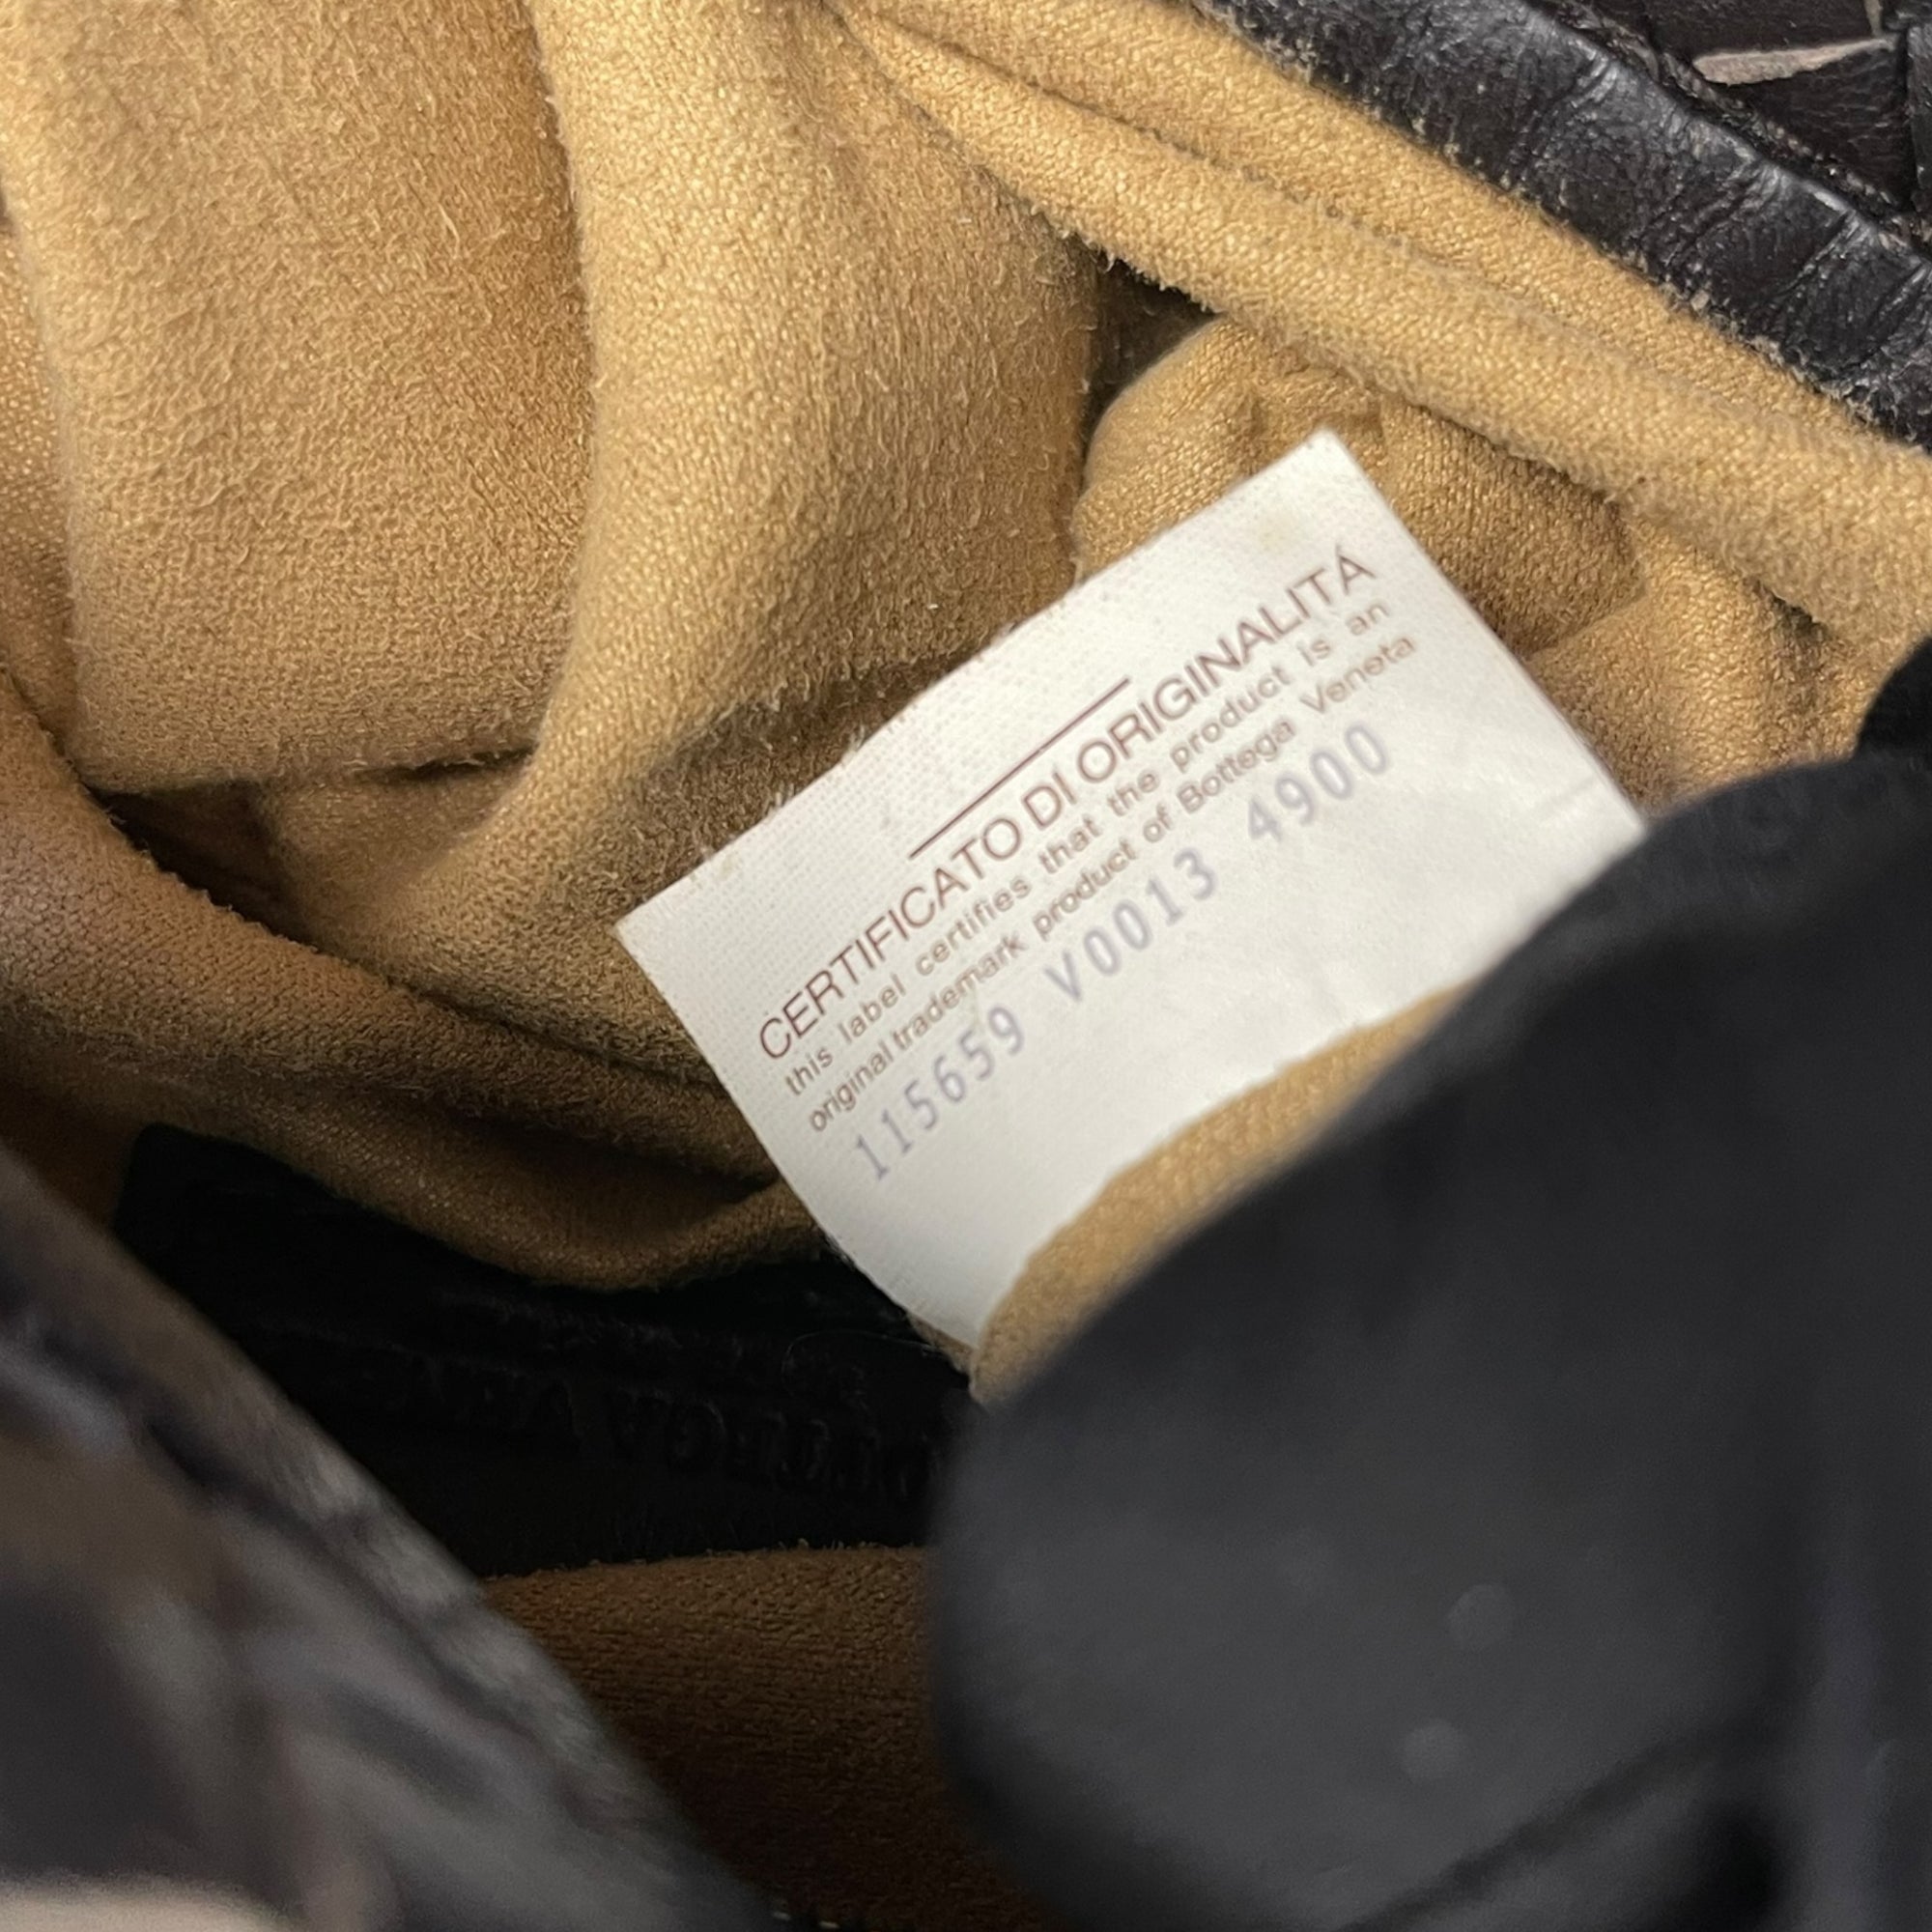 CERTIFICATO DI ORIGINALITÁ
this label certifies that the product is an
original trademark product of Bottega Veneta
115659 V0013 4900